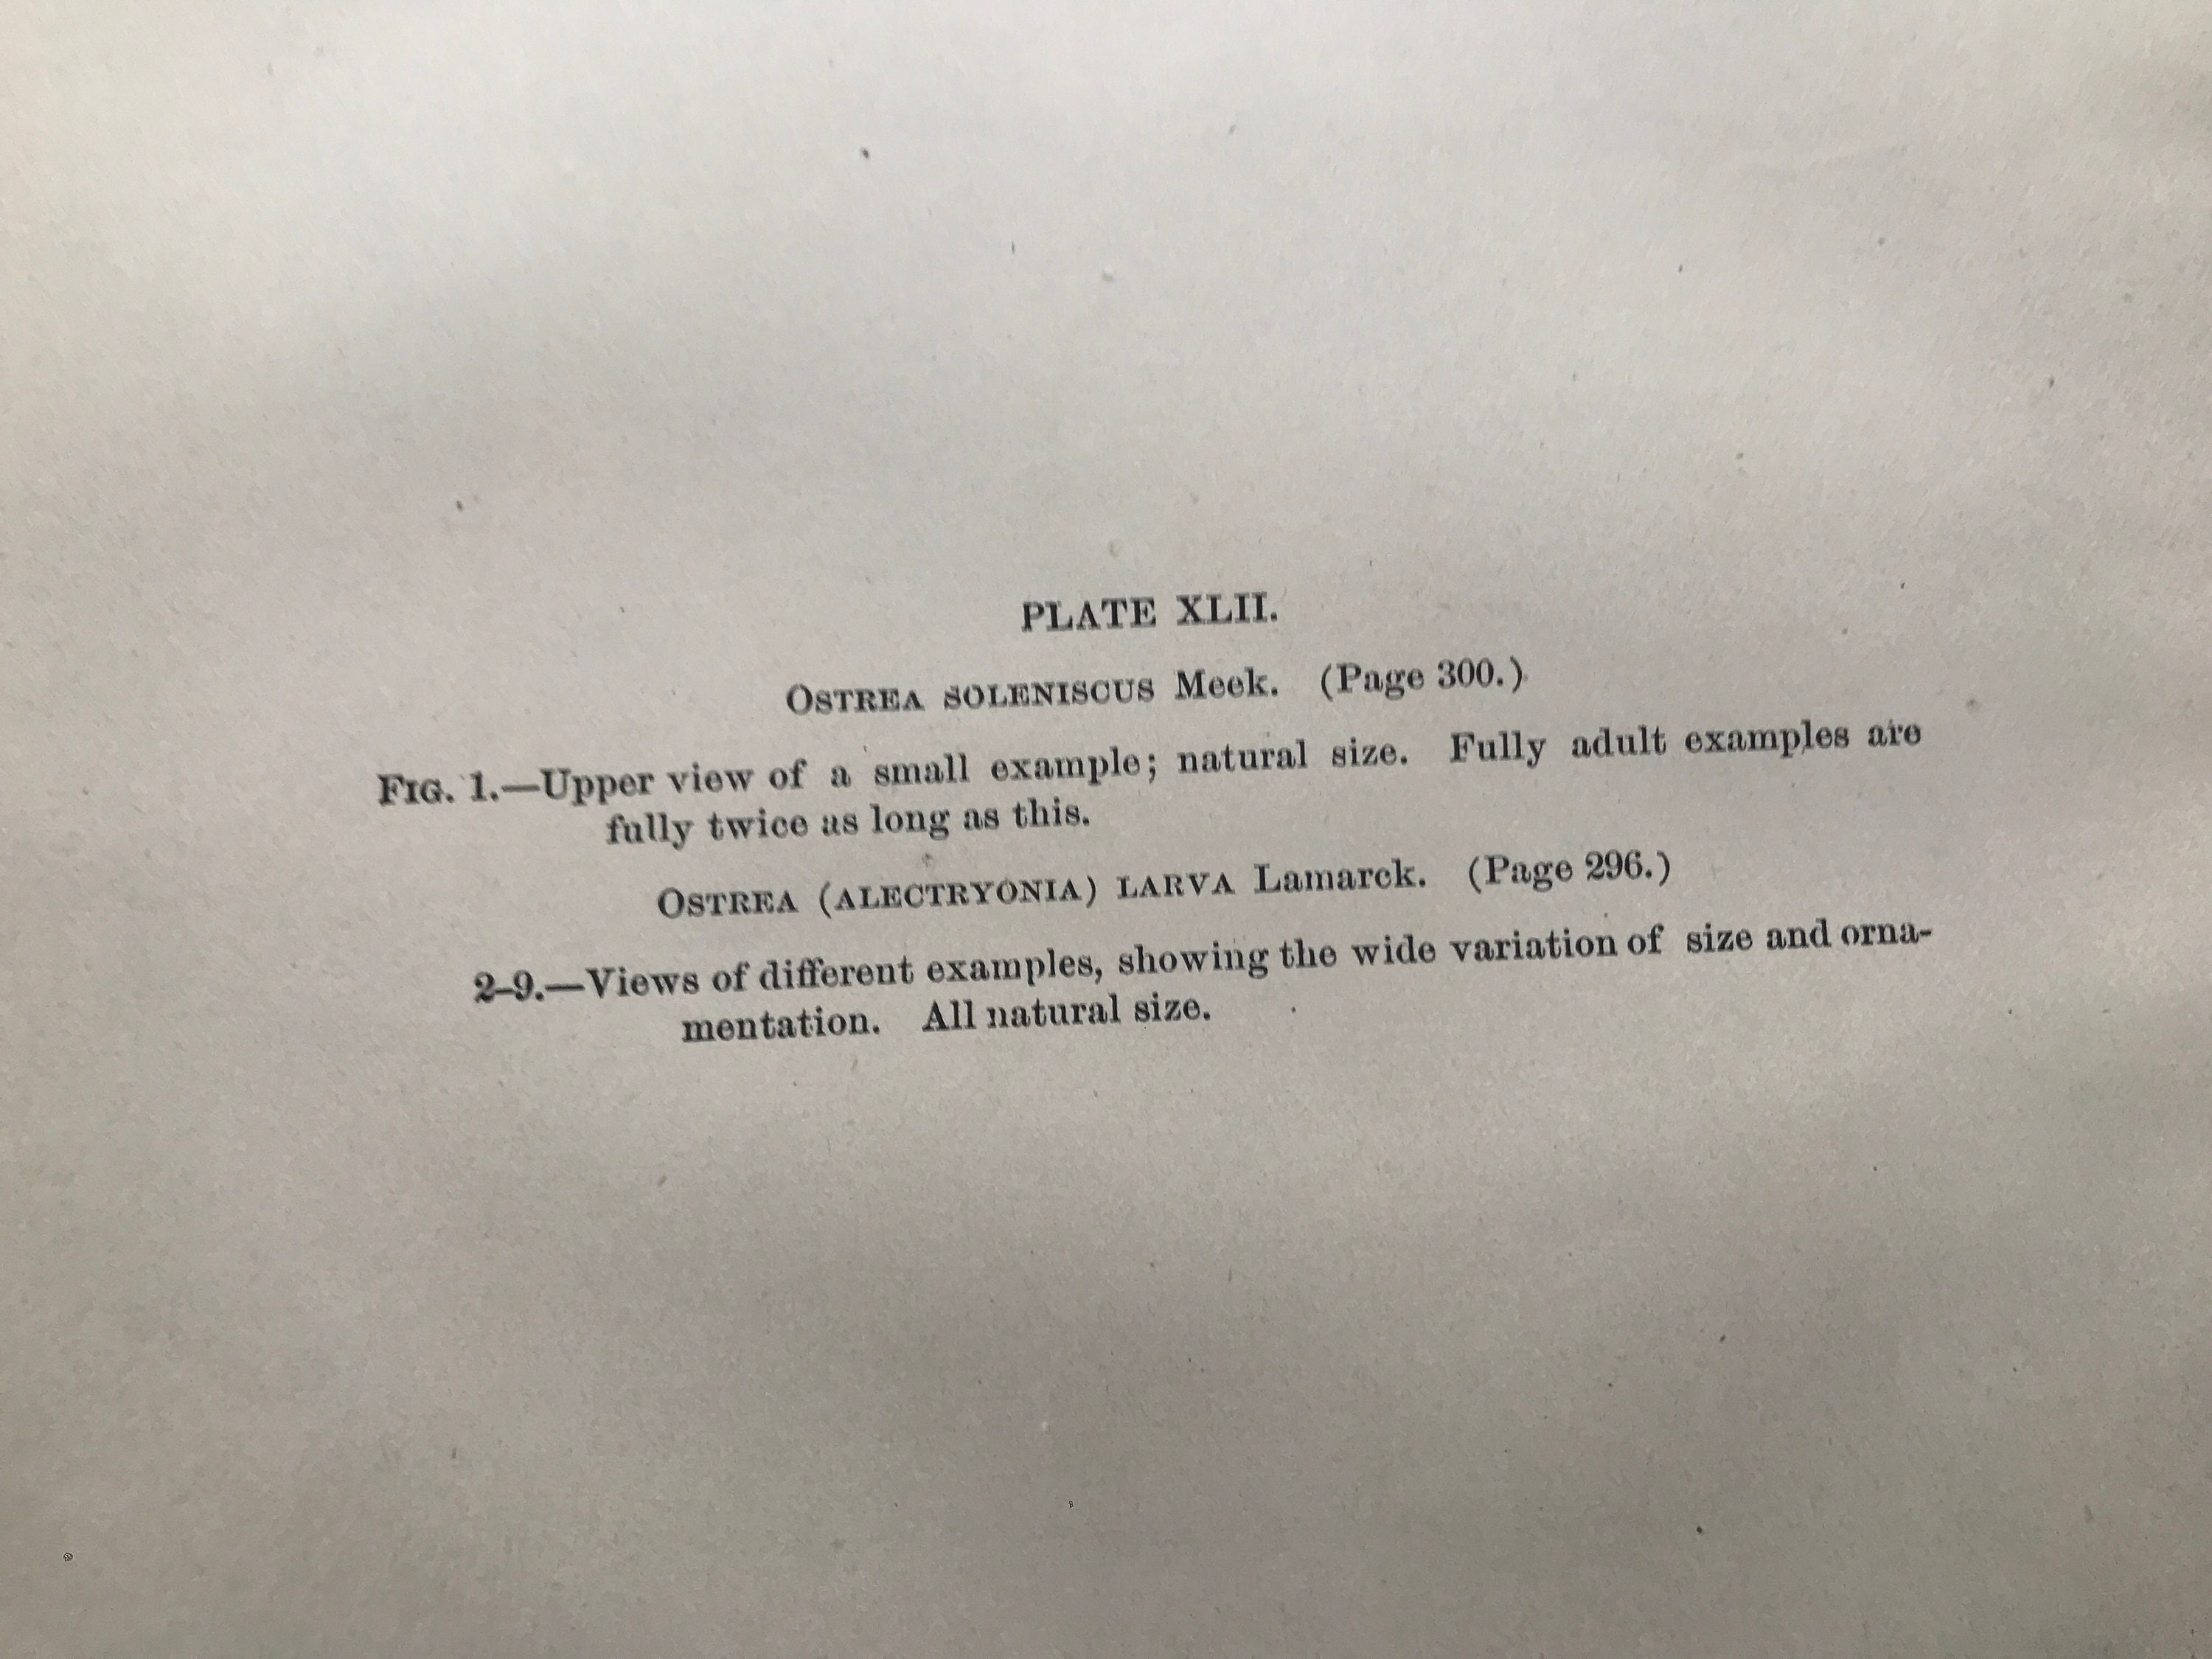 PLATE XLII.
OSTREA SOLENISCUS Meek. (Page 300.)
FIG. 1.—Upper view of a small example; natural size. Fully adult examples are
fully twice as long as this.
OSTREA (ALECTRYONIA) LARVA Lamarck. (Page 296.)
2–9.—Views of different examples, showing the wide variation of size and orna-
mentation. All natural size.